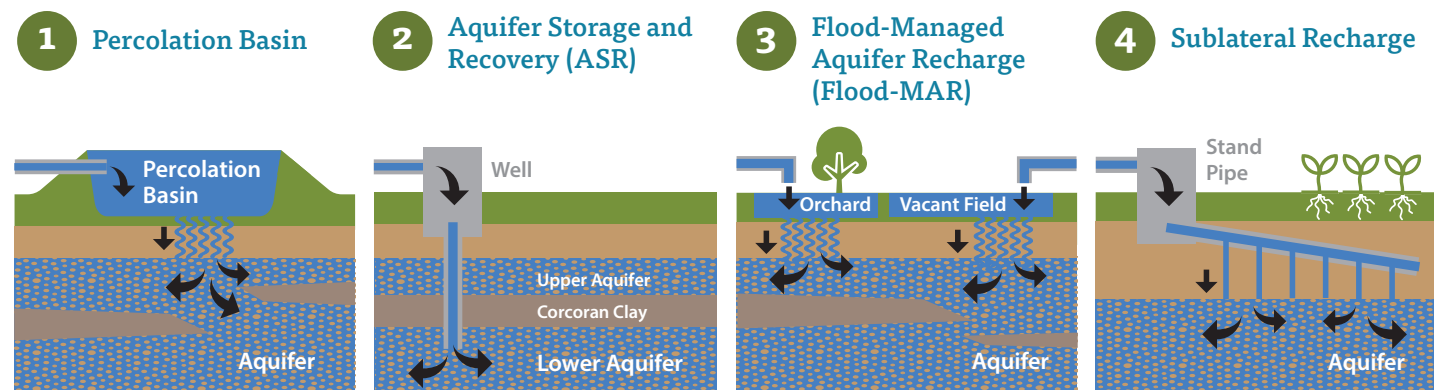 1
Percolation Basin
Percolation
Basin
Aquifer
2
Aquifer Storage and
Recovery (ASR)
Well
Upper Aquifer
Corcoran Clay
Lower Aquifer
3
Flood-Managed
Aquifer Recharge
(Flood-MAR)
Orchard
Vacant Field
Aquifer
4
Sublateral Recharge
Stand
Pipe
Aquifer